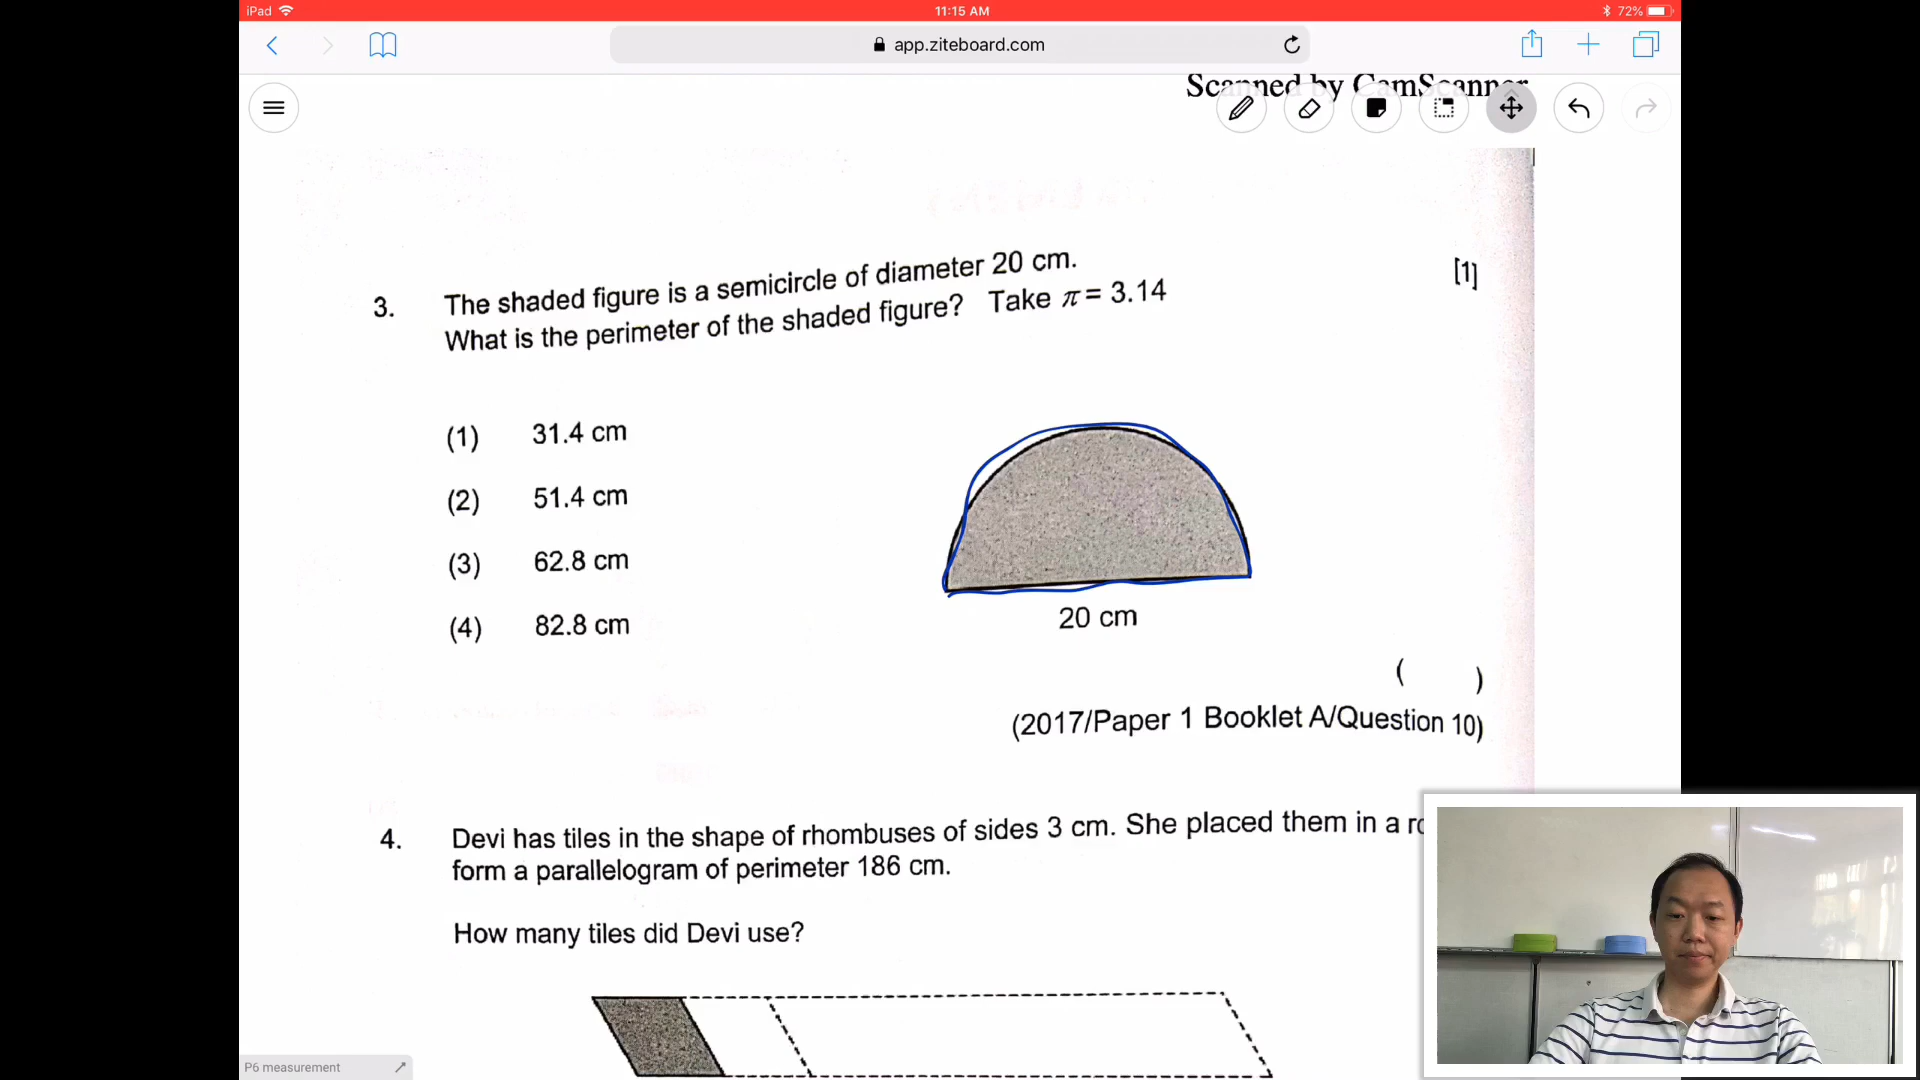 iPad
11:15 AM
72%
app.ziteboard.com
Scanned by CamScanner
3. The shaded figure is a semicircle of diameter 20 cm. [1]
What is the perimeter of the shaded figure? Take π = 3.14
(1) 31.4 cm
(2) 51.4 cm
(3) 62.8 cm
(4) 82.8 cm
20 cm
( )
(2017/Paper 1 Booklet A/Question 10)
4. Devi has tiles in the shape of rhombuses of sides 3 cm. She placed them in a
form a parallelogram of perimeter 186 cm.
How many tiles did Devi use?
P6 measurement